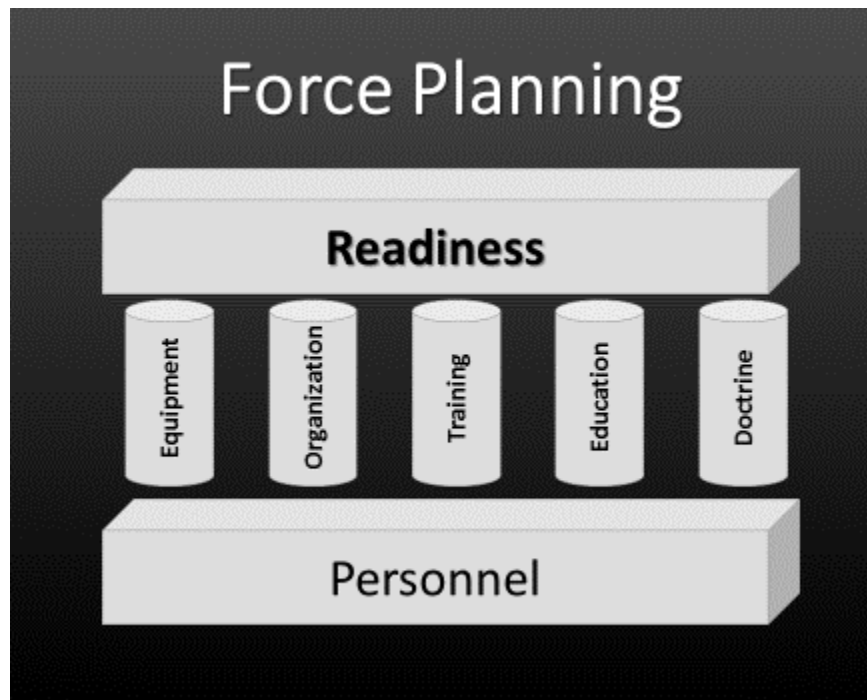 Force Planning
Readiness
Equipment
Organization
Training
Education
Doctrine
Personnel